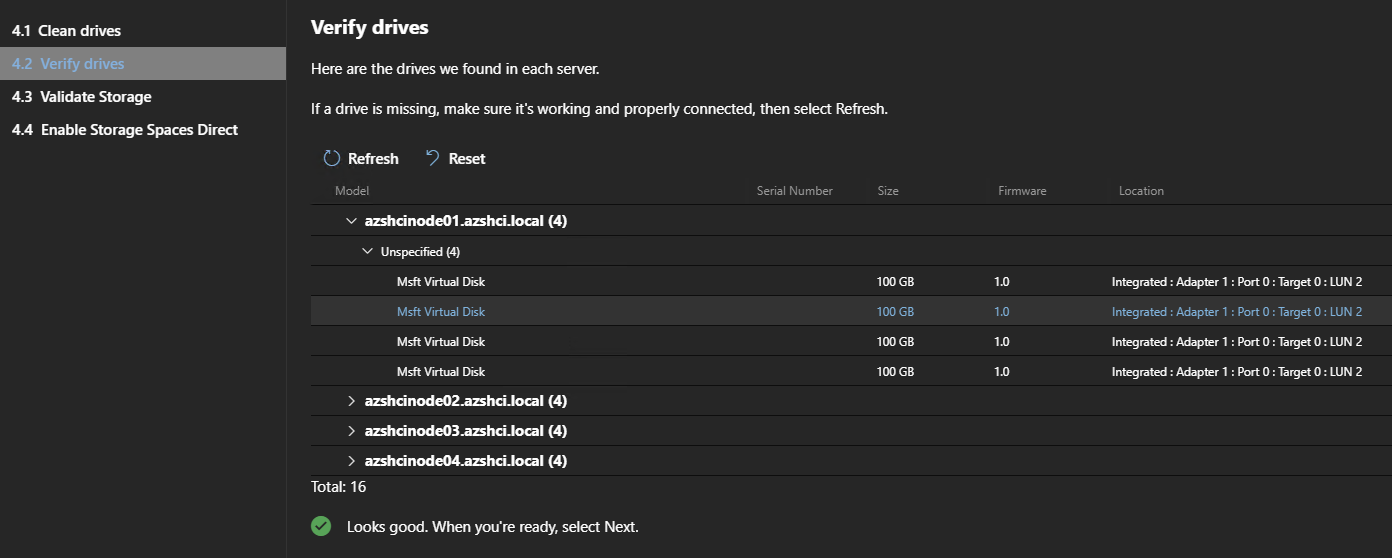 4.1 Clean drives
4.2 Verify drives
4.3 Validate Storage
4.4 Enable Storage Spaces Direct
Verify drives
Here are the drives we found in each server.
If a drive is missing, make sure it's working and properly connected, then select Refresh.
Refresh Reset
Model Serial Number Size Firmware Location
azshcinode01.azshci.local (4)
Unspecified (4)
Msft Virtual Disk 100 GB 1.0 Integrated : Adapter 1 : Port 0 : Target 0 : LUN 2
Msft Virtual Disk 100 GB 1.0 Integrated : Adapter 1 : Port 0 : Target 0 : LUN 2
Msft Virtual Disk 100 GB 1.0 Integrated : Adapter 1 : Port 0 : Target 0 : LUN 2
Msft Virtual Disk 100 GB 1.0 Integrated : Adapter 1 : Port 0 : Target 0 : LUN 2
azshcinode02.azshci.local (4)
azshcinode03.azshci.local (4)
azshcinode04.azshci.local (4)
Total: 16
Looks good. When you're ready, select Next.